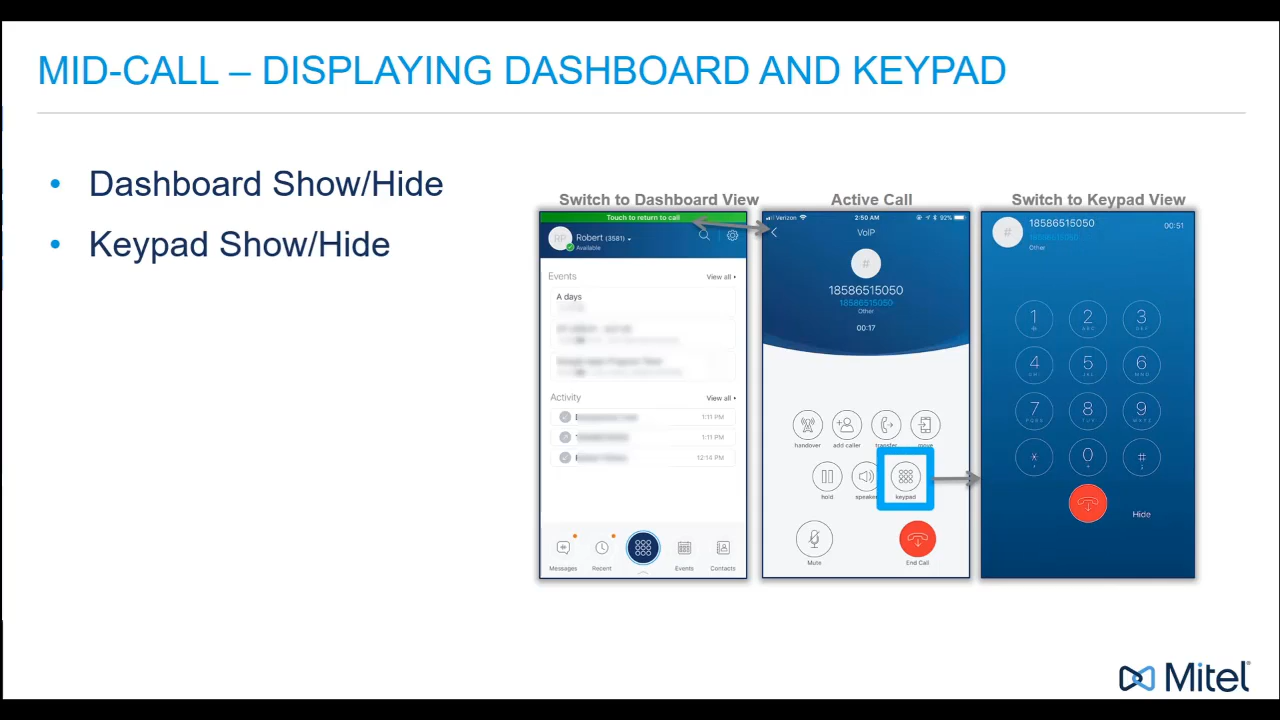 MID-CALL – DISPLAYING DASHBOARD AND KEYPAD
• Dashboard Show/Hide
• Keypad Show/Hide
Switch to Dashboard View
Touch to return to call
RP
Robert (3581)
Available
Events
View all
A days
Activity
View all
1:11 PM
1:11 PM
12:14 PM
Messages
Recent
Events
Contacts
Active Call
Verizon
2:50 AM
92%
VoIP
#
18586515050
18586515050
Other
00:17
handover
add caller
transfer
move
hold
speaker
keypad
Mute
End Call
Switch to Keypad View
#
18586515050
00:51
18586515050
Other
1
2 ABC
3 DEF
4 GHI
5 JKL
6 MNO
7 PQRS
8 TUV
9 WXYZ
*
0 +
#
Hide
Mitel